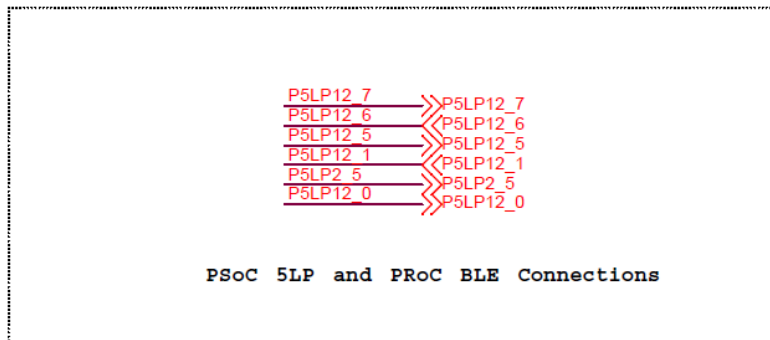 P5LP12_7 P5LP12_7
P5LP12_6 P5LP12_6
P5LP12_5 P5LP12_5
P5LP12_1 P5LP12_1
P5LP2_5 P5LP2_5
P5LP12_0 P5LP12_0
PSoC 5LP and PRoC BLE Connections